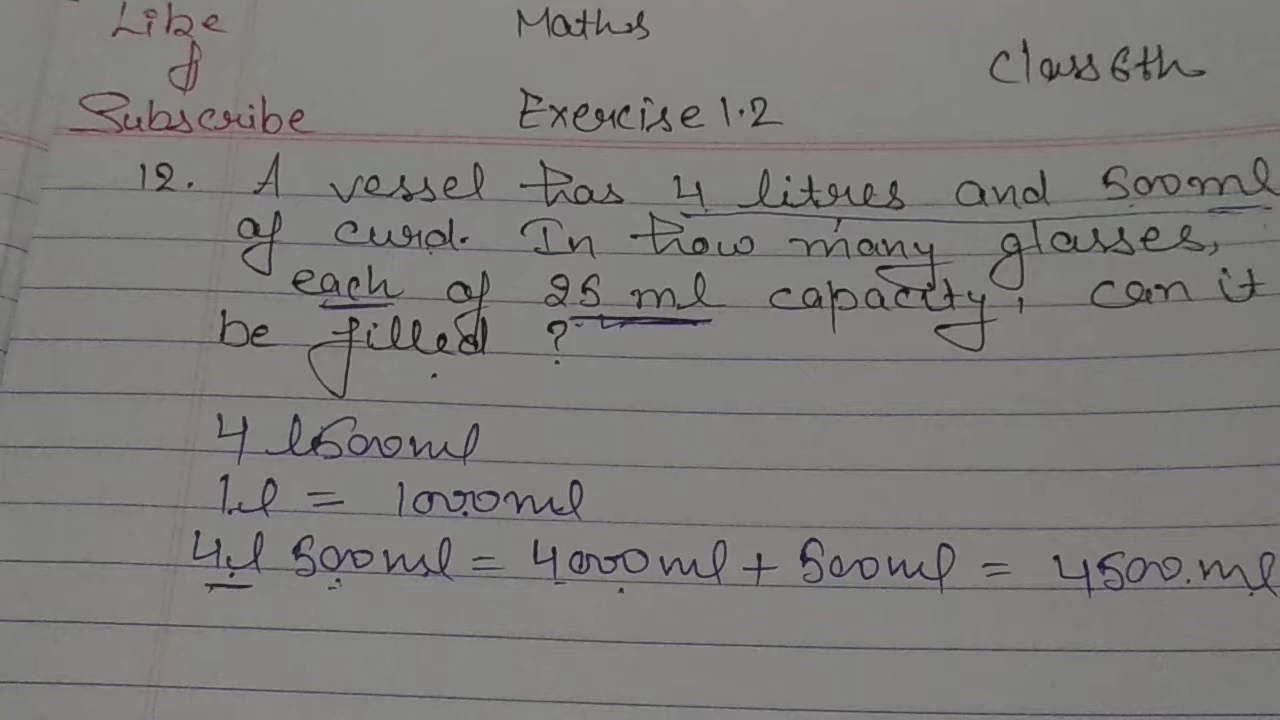 Like
&
Subscribe
Maths
Class 6th
Exercise 1.2
12. A vessel has 4 litres and 500ml
of curd. In how many glasses,
each of 25 ml capacity, can it
be filled ?
4 l 500ml
1 l = 1000ml
4 l 500ml = 4000ml + 500ml = 4500 ml